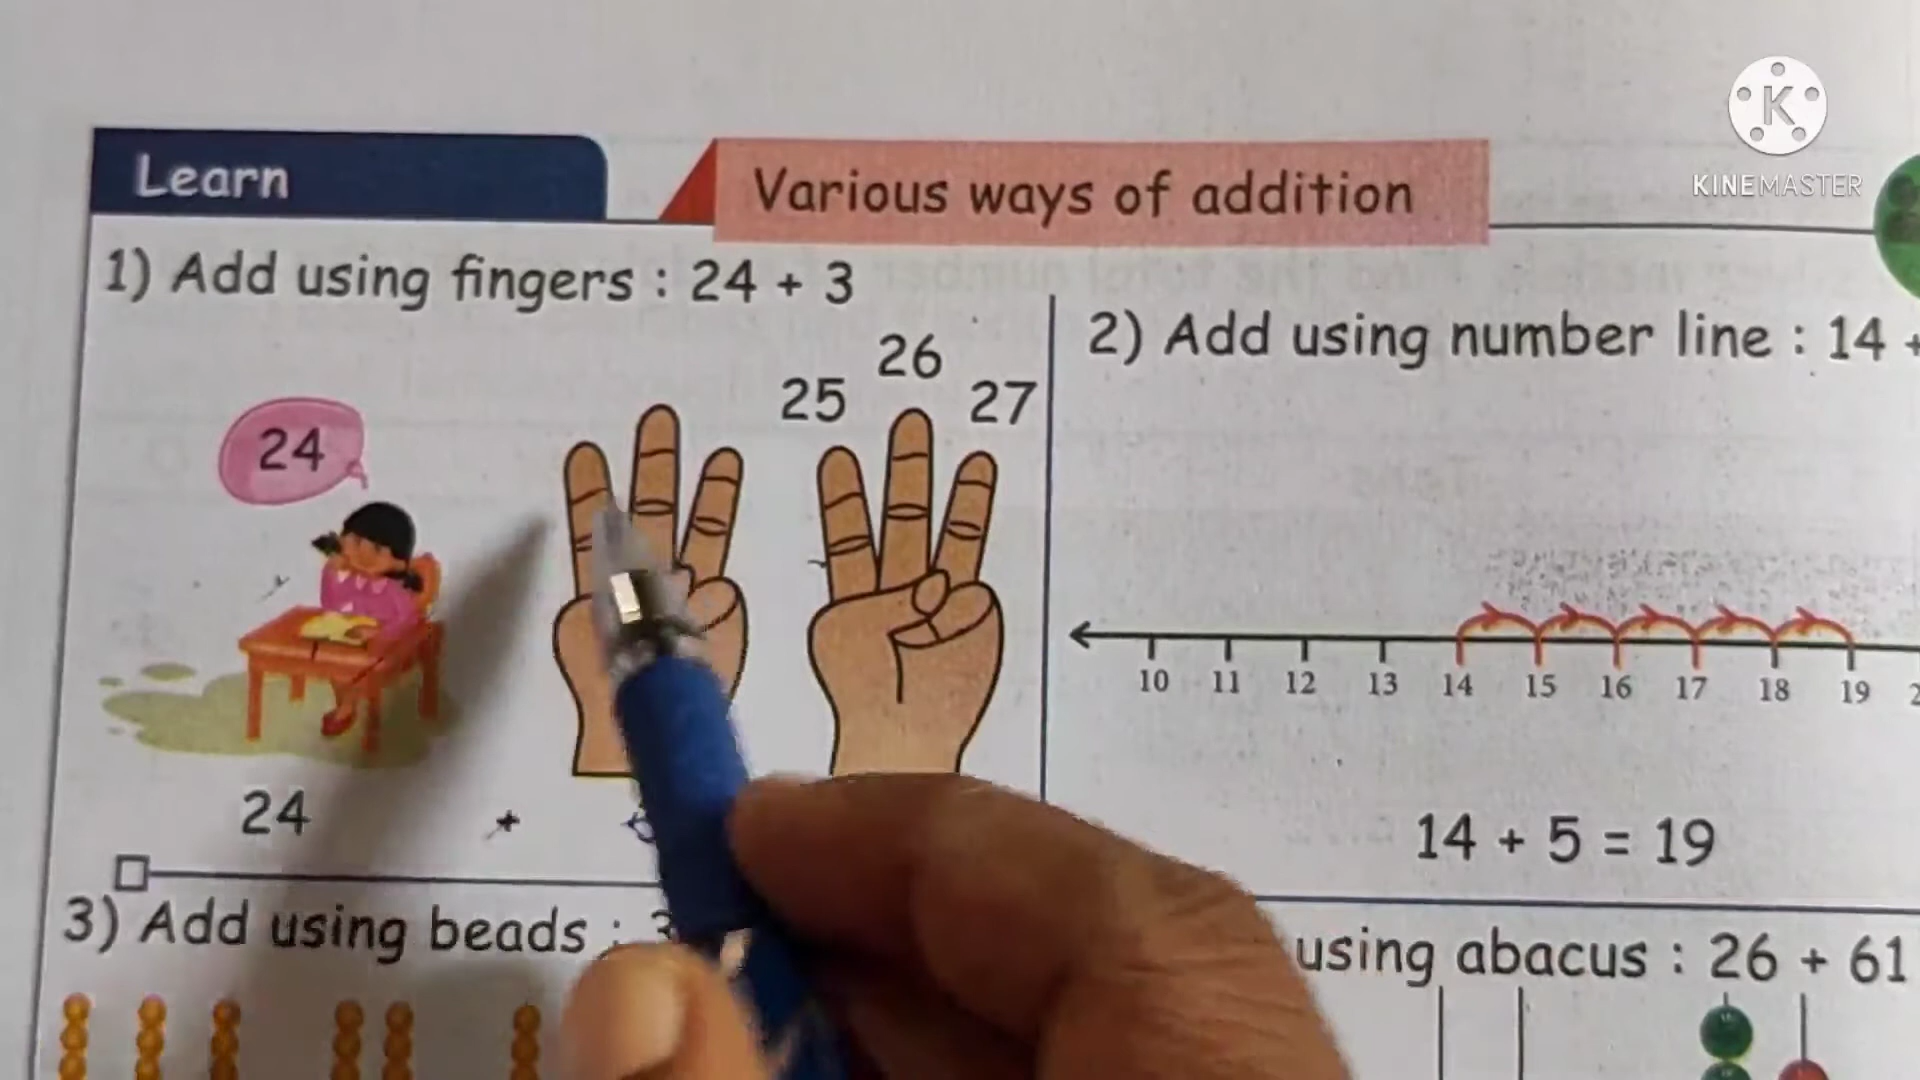 K
KINEMASTER
Learn
Various ways of addition
1) Add using fingers : 24 + 3
24
25 26 27
24 +
2) Add using number line : 14 +
10 11 12 13 14 15 16 17 18 19
14 + 5 = 19
3) Add using beads : 3
using abacus : 26 + 61